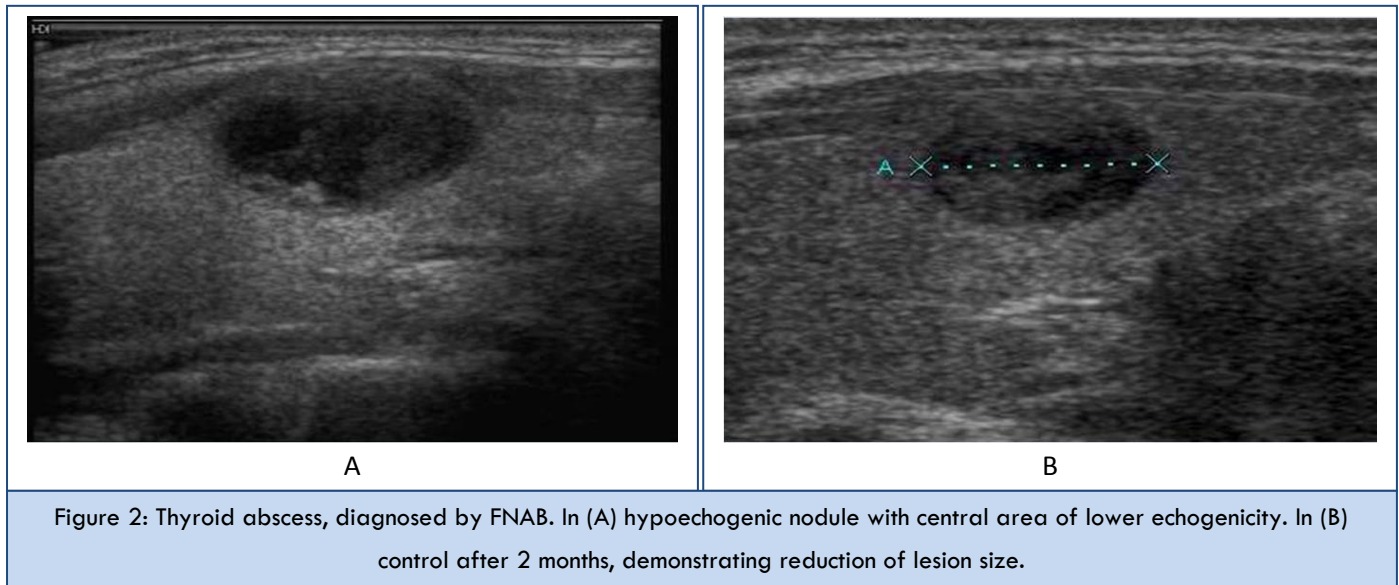 HDI
A
A
B
Figure 2: Thyroid abscess, diagnosed by FNAB. In (A) hypoechogenic nodule with central area of lower echogenicity. In (B)
control after 2 months, demonstrating reduction of lesion size.